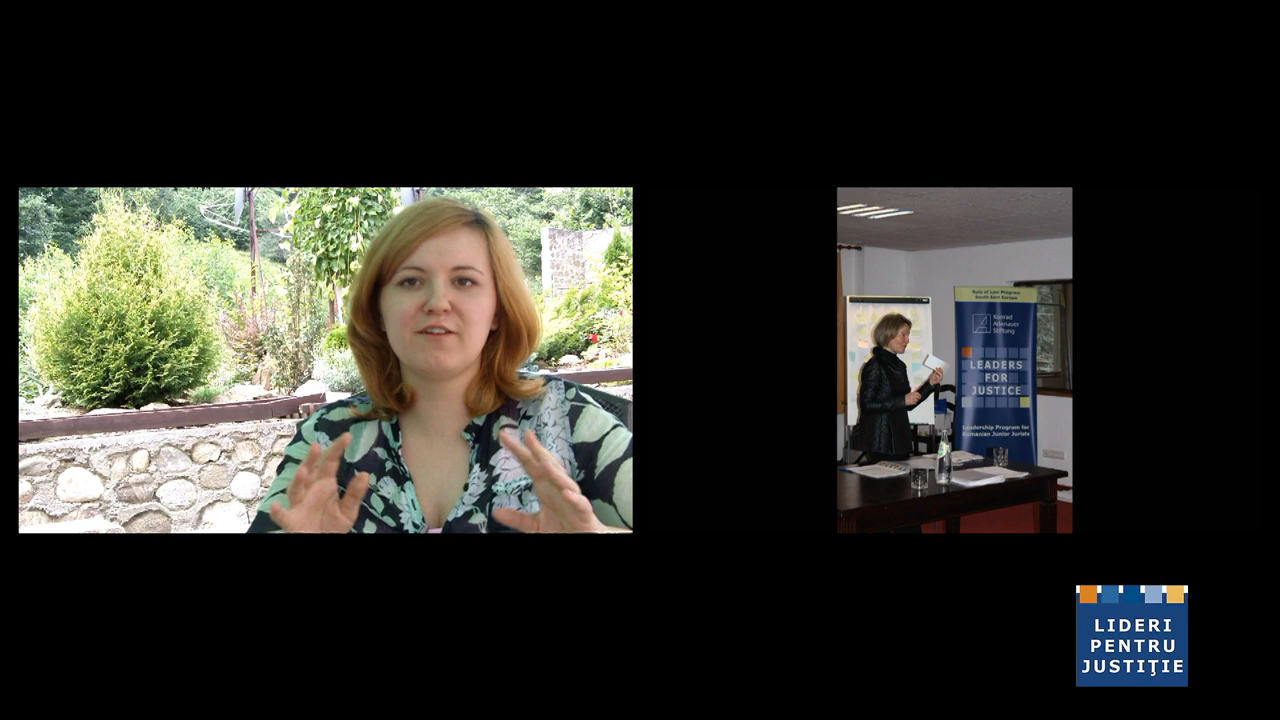 Rule of Law Program
South East Europe
Konrad
Adenauer
Stiftung
LEADERS
FOR
JUSTICE
Leadership Program for
Romanian Junior Jurists
LIDERI
PENTRU
JUSTIŢIE